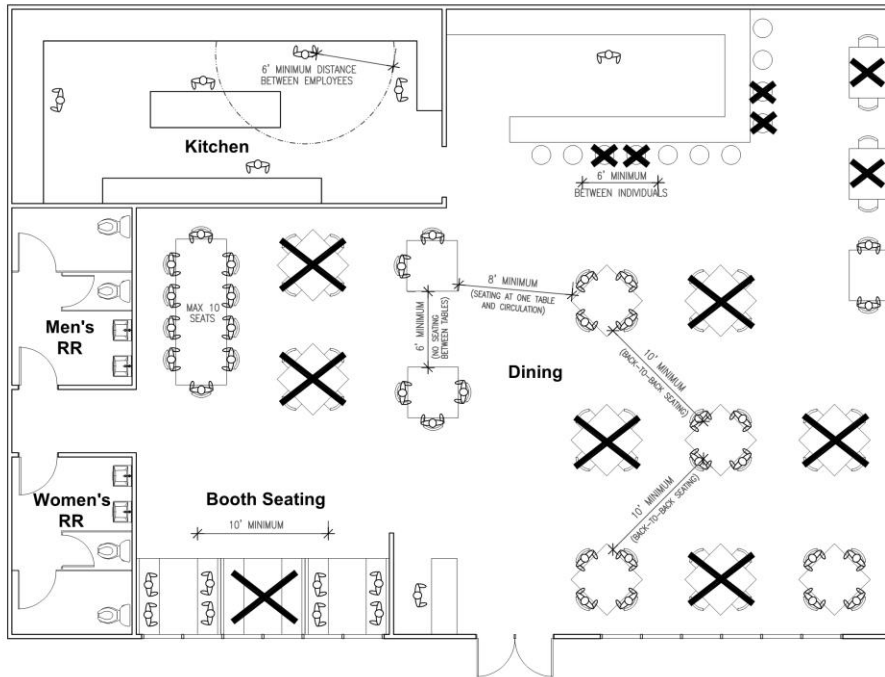 6' MINIMUM DISTANCE
BETWEEN EMPLOYEES
Kitchen
6' MINIMUM
BETWEEN INDIVIDUALS
MAX 10
SEATS
8' MINIMUM
(SEATING AT ONE TABLE
AND CIRCULATION)
6' MINIMUM
(NO SEATING
BETWEEN TABLES)
Men's
RR
Dining
10' MINIMUM
(BACK-TO-BACK SEATING)
Women's
RR
Booth Seating
10' MINIMUM
10' MINIMUM
(BACK-TO-BACK SEATING)